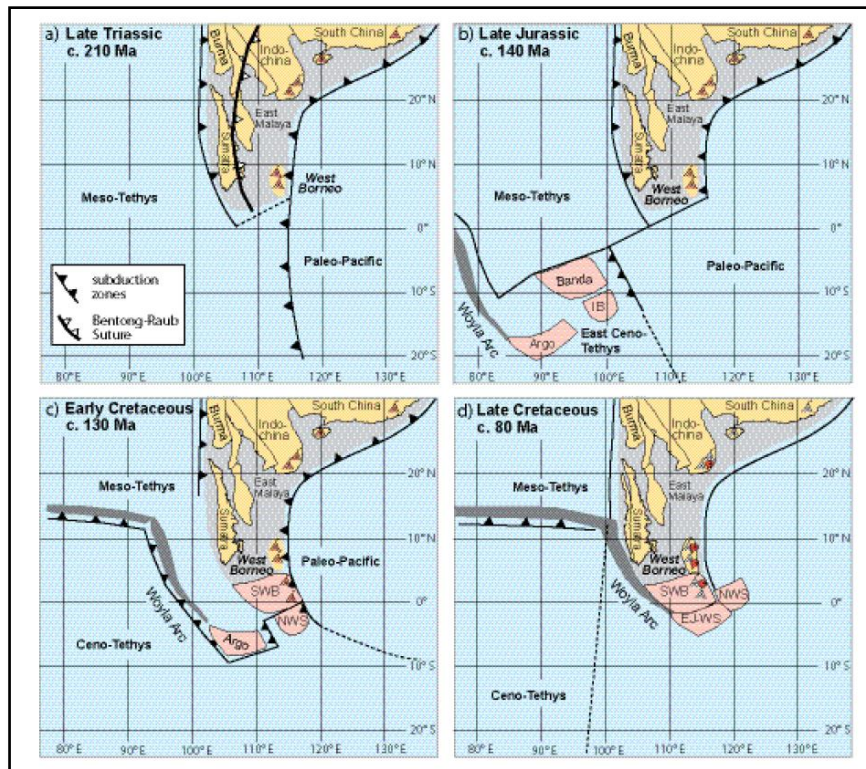 a) Late Triassic
c. 210 Ma
Burma
Indo-
china
South China
East
Malaya
Sumatra
West
Borneo
Meso-Tethys
Paleo-Pacific
subduction
zones
Bentong-Raub
Suture
20° N
10° N
0°
10° S
20° S
80° E
90° E
100° E
110° E
120° E
130° E
b) Late Jurassic
c. 140 Ma
Burma
Indo-
china
South China
East
Malaya
Sumatra
West
Borneo
Meso-Tethys
Paleo-Pacific
Banda
IB
Argo
East Ceno-
Tethys
Woyla Arc
20° N
10° N
0°
10° S
20° S
80° E
90° E
100° E
110° E
120° E
130° E
c) Early Cretaceous
c. 130 Ma
Burma
Indo-
china
South China
East
Malaya
Sumatra
West
Borneo
Meso-Tethys
Paleo-Pacific
SWB
NWS
Argo
Woyla Arc
Ceno-Tethys
20° N
10° N
0°
10° S
20° S
80° E
90° E
100° E
110° E
120° E
130° E
d) Late Cretaceous
c. 80 Ma
Burma
Indo-
china
South China
East
Malaya
Sumatra
West
Borneo
Meso-Tethys
SWB
NWS
EJ-WS
Woyla Arc
Ceno-Tethys
20° N
10° N
0°
10° S
20° S
80° E
90° E
100° E
110° E
120° E
130° E